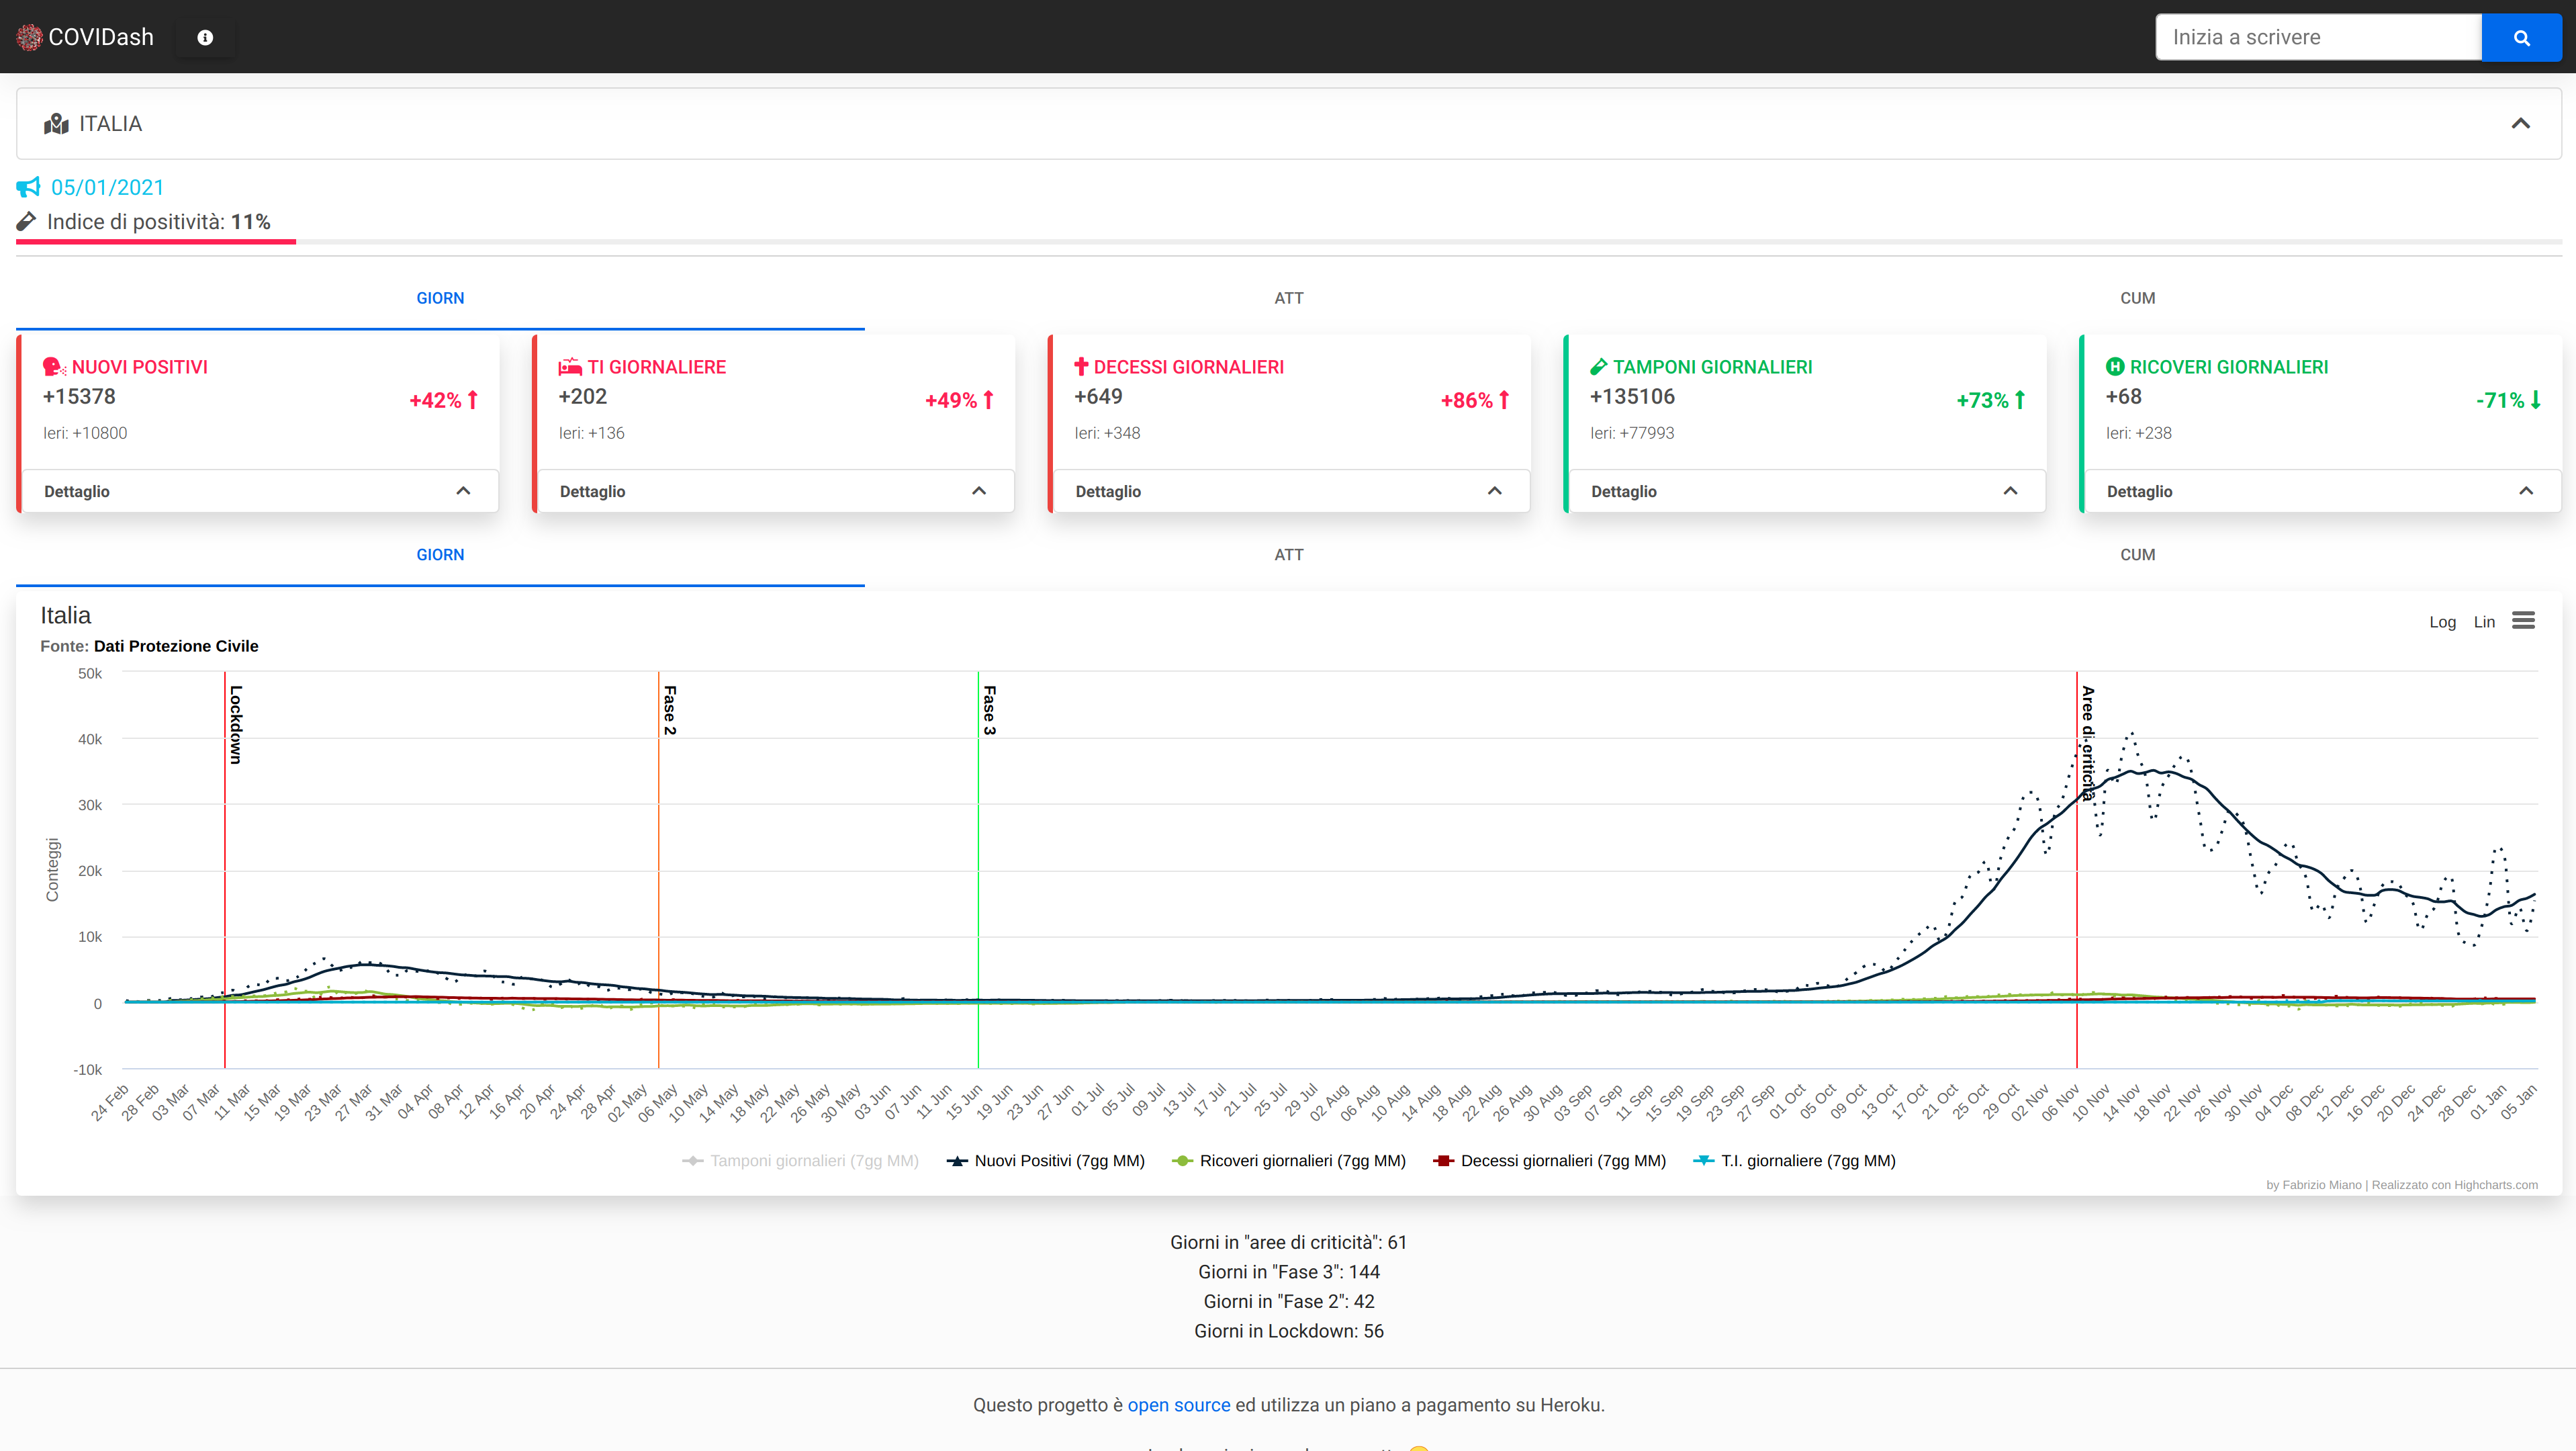 COVIDash
Inizia a scrivere
ITALIA
05/01/2021
Indice di positività: 11%
GIORN ATT CUM
NUOVI POSITIVI
+15378
+42%
Ieri: +10800
Dettaglio
TI GIORNALIERE
+202
+49%
Ieri: +136
Dettaglio
DECESSI GIORNALIERI
+649
+86%
Ieri: +348
Dettaglio
TAMPONI GIORNALIERI
+135106
+73%
Ieri: +77993
Dettaglio
RICOVERI GIORNALIERI
+68
-71%
Ieri: +238
Dettaglio
GIORN ATT CUM
Italia
Log Lin
Fonte: Dati Protezione Civile
Conteggi
50k
40k
30k
20k
10k
0
-10k
Lockdown
Fase 2
Fase 3
Aree di criticità
24 Feb 28 Feb 03 Mar 07 Mar 11 Mar 15 Mar 19 Mar 23 Mar 27 Mar 31 Mar 04 Apr 08 Apr 12 Apr 16 Apr 20 Apr 24 Apr 28 Apr 02 May 06 May 10 May 14 May 18 May 22 May 26 May 30 May 03 Jun 07 Jun 11 Jun 15 Jun 19 Jun 23 Jun 27 Jun 01 Jul 05 Jul 09 Jul 13 Jul 17 Jul 21 Jul 25 Jul 29 Jul 02 Aug 06 Aug 10 Aug 14 Aug 18 Aug 22 Aug 26 Aug 30 Aug 03 Sep 07 Sep 11 Sep 15 Sep 19 Sep 23 Sep 27 Sep 01 Oct 05 Oct 09 Oct 13 Oct 17 Oct 21 Oct 25 Oct 29 Oct 02 Nov 06 Nov 10 Nov 14 Nov 18 Nov 22 Nov 26 Nov 30 Nov 04 Dec 08 Dec 12 Dec 16 Dec 20 Dec 24 Dec 28 Dec 01 Jan 05 Jan
Tamponi giornalieri (7gg MM) Nuovi Positivi (7gg MM) Ricoveri giornalieri (7gg MM) Decessi giornalieri (7gg MM) T.I. giornaliere (7gg MM)
by Fabrizio Miano | Realizzato con Highcharts.com
Giorni in "aree di criticità": 61
Giorni in "Fase 3": 144
Giorni in "Fase 2": 42
Giorni in Lockdown: 56
Questo progetto è open source ed utilizza un piano a pagamento su Heroku.